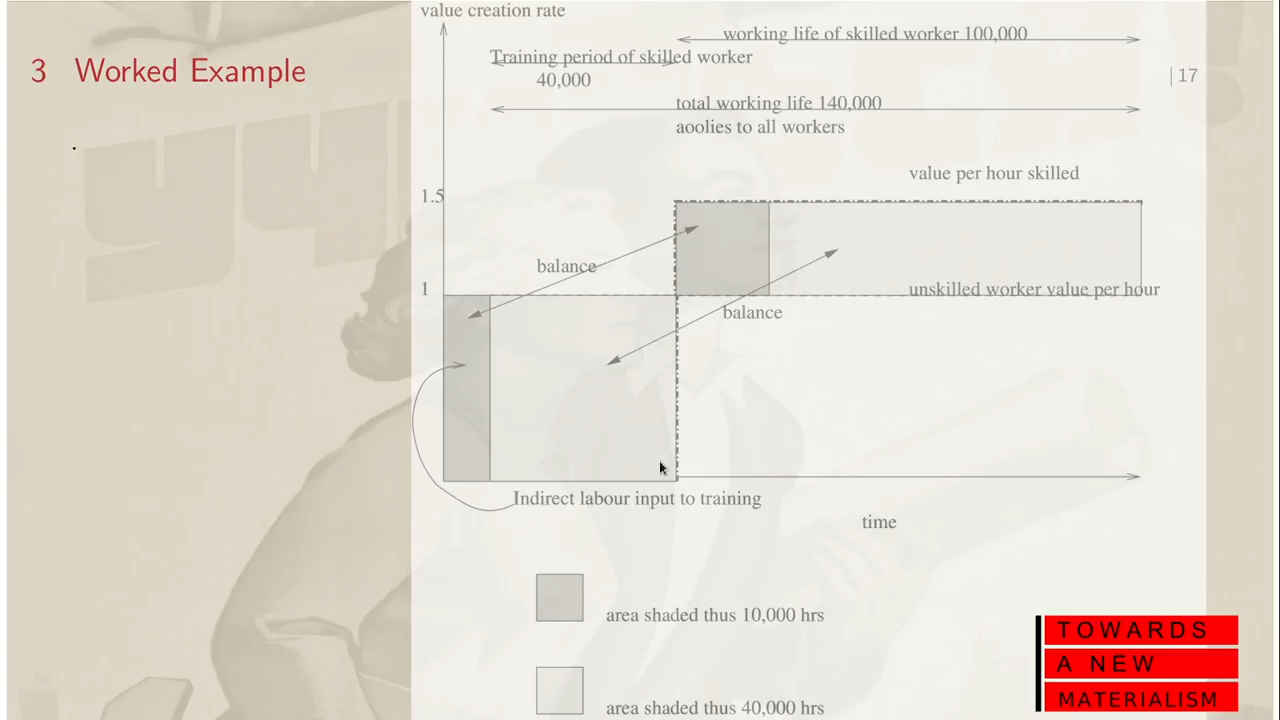 value creation rate
3 Worked Example
working life of skilled worker 100,000
Training period of skilled worker
40,000
| 17
total working life 140,000
aoolies to all workers
value per hour skilled
1.5
balance
1
unskilled worker value per hour
balance
Indirect labour input to training
time
area shaded thus 10,000 hrs
area shaded thus 40,000 hrs
TOWARDS
A NEW
MATERIALISM